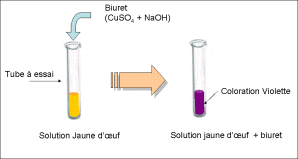 Biuret
(CuSO4 + NaOH)
Tube à essai
Coloration Violette
Solution Jaune d'œuf
Solution jaune d'œuf + biuret